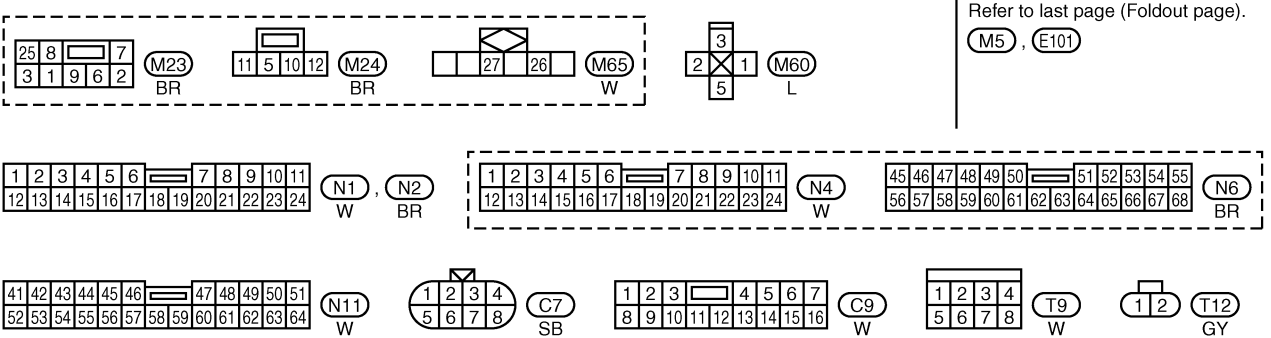 Refer to last page (Foldout page).
M5 , E101
25 8 7
3 1 9 6 2
M23
BR
11 5 10 12
M24
BR
27 26
M65
W
3
2 1
5
M60
L
1 2 3 4 5 6 7 8 9 10 11
12 13 14 15 16 17 18 19 20 21 22 23 24
N1 , N2
W BR
1 2 3 4 5 6 7 8 9 10 11
12 13 14 15 16 17 18 19 20 21 22 23 24
N4
W
45 46 47 48 49 50 51 52 53 54 55
56 57 58 59 60 61 62 63 64 65 66 67 68
N6
BR
41 42 43 44 45 46 47 48 49 50 51
52 53 54 55 56 57 58 59 60 61 62 63 64
N11
W
1 2 3 4
5 6 7 8
C7
SB
1 2 3 4 5 6 7
8 9 10 11 12 13 14 15 16
C9
W
1 2 3 4
5 6 7 8
T9
W
1 2
T12
GY